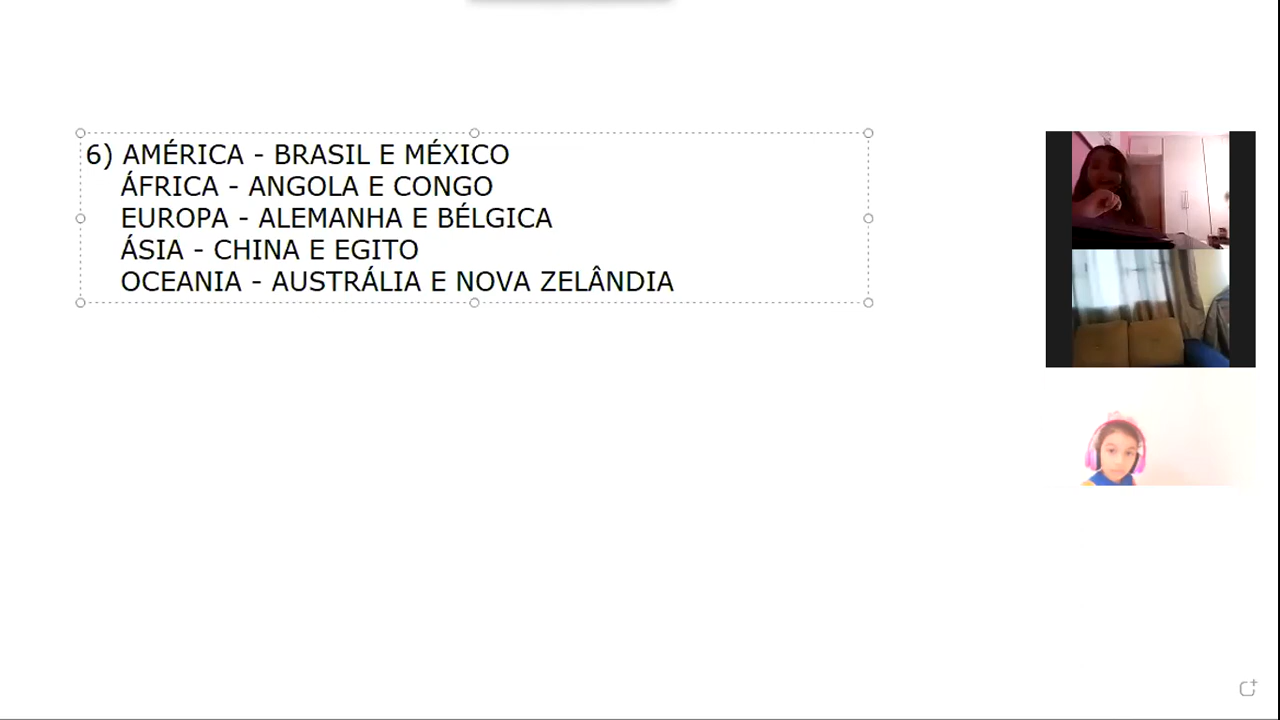 6) AMÉRICA - BRASIL E MÉXICO
ÁFRICA - ANGOLA E CONGO
EUROPA - ALEMANHA E BÉLGICA
ÁSIA - CHINA E EGITO
OCEANIA - AUSTRÁLIA E NOVA ZELÂNDIA